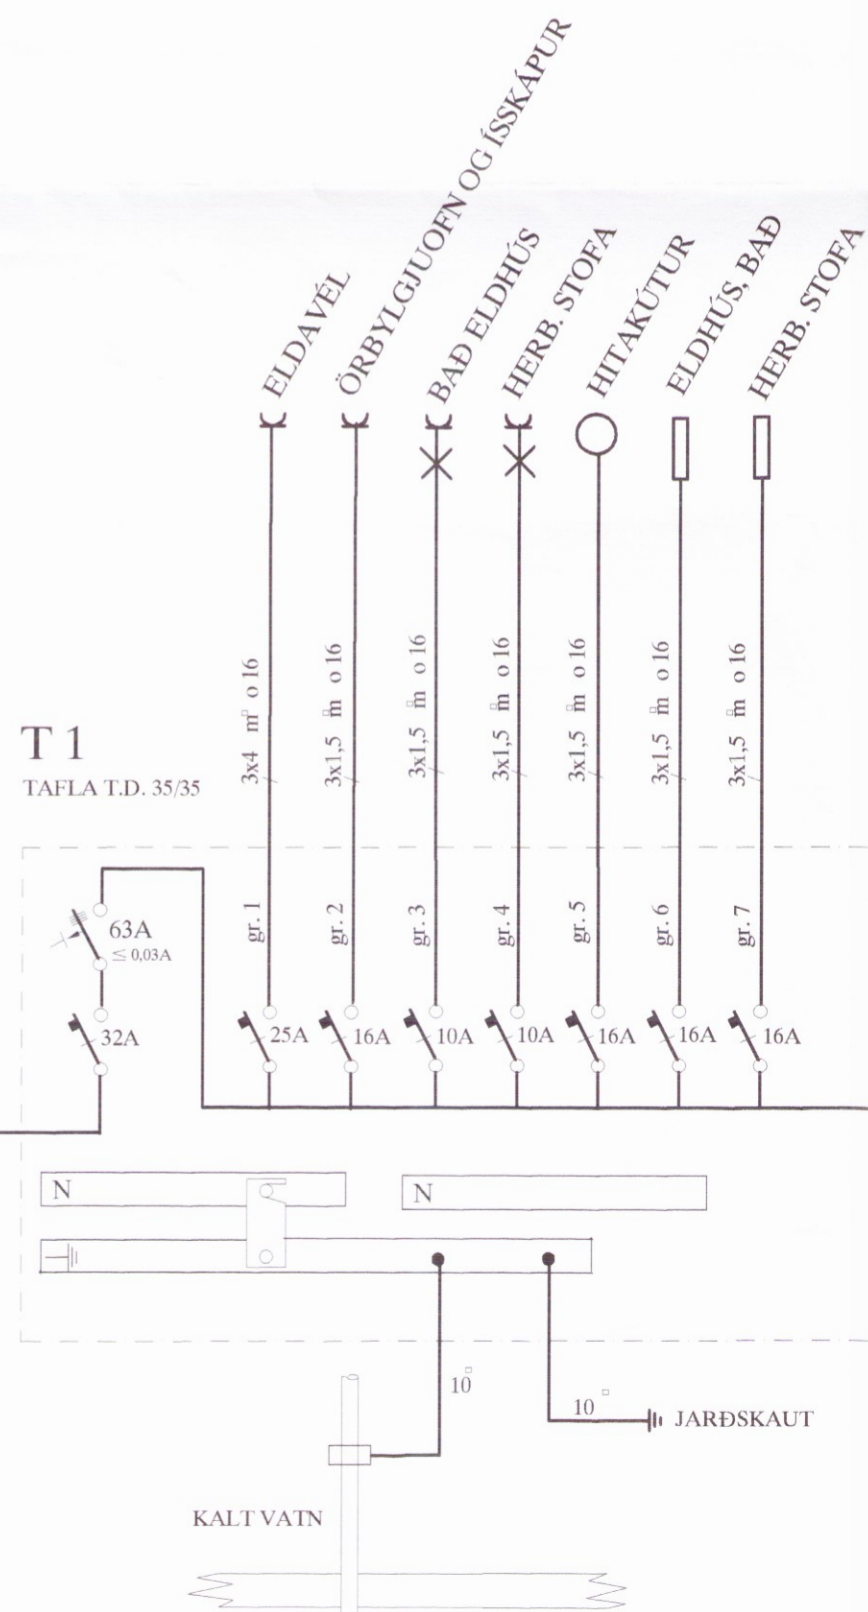 ELDAVÉL
ÖRBYLGJUOFN OG ÍSSKÁPUR
BAÐ ELDHÚS
HERB. STOFA
HITAKÚTUR
ELDHÚS, BAÐ
HERB. STOFA
3x4 m□ o 16
3x1,5 m□ o 16
3x1,5 m□ o 16
3x1,5 m□ o 16
3x1,5 m□ o 16
3x1,5 m□ o 16
3x1,5 m□ o 16
T 1
TAFLA T.D. 35/35
gr. 1
gr. 2
gr. 3
gr. 4
gr. 5
gr. 6
gr. 7
63A
≤ 0,03A
32A
25A
16A
10A
10A
16A
16A
16A
N
N
10□
10□
JARÐSKAUT
KALT VATN